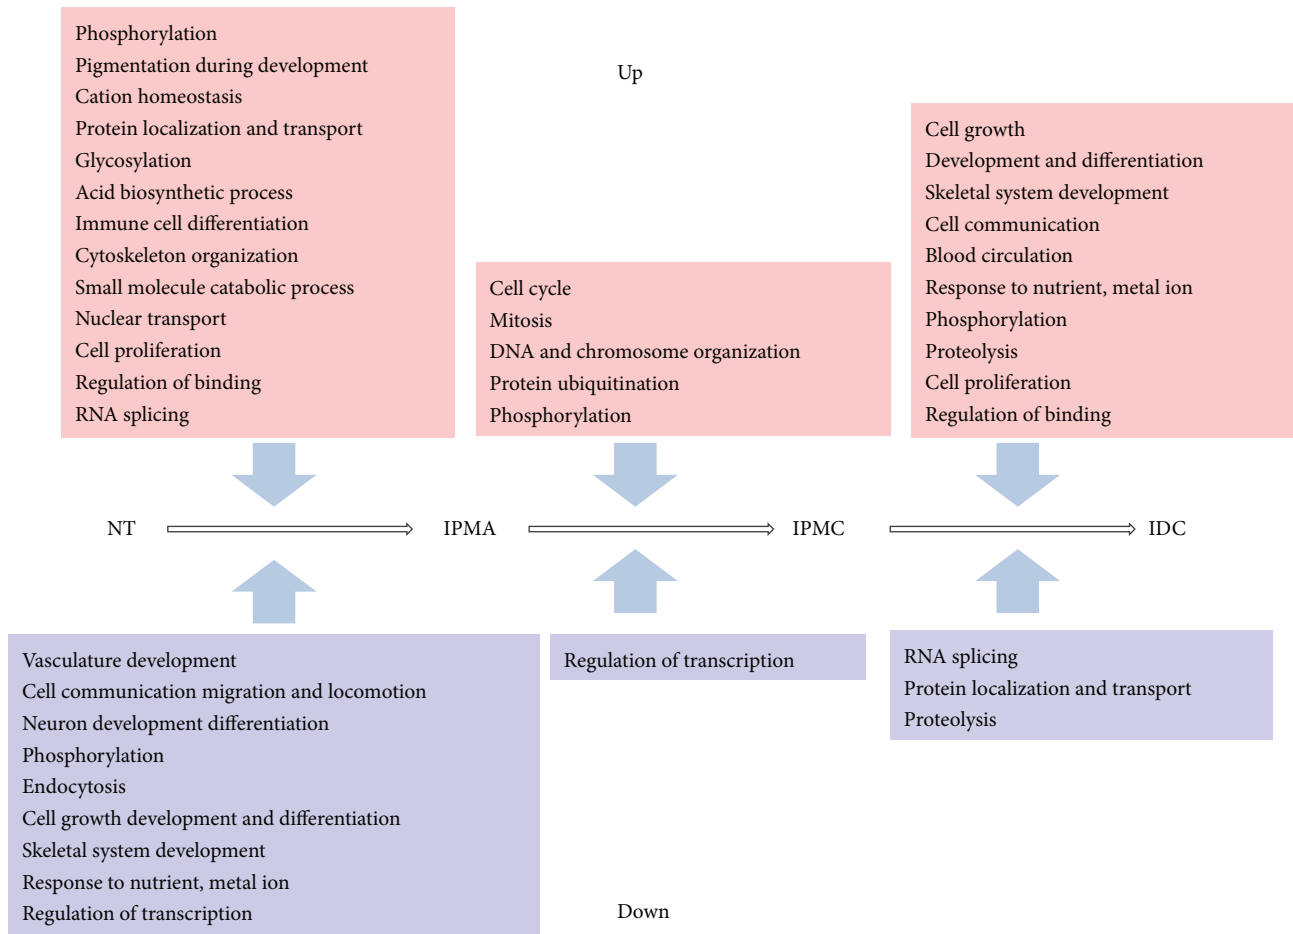 Phosphorylation
Pigmentation during development
Cation homeostasis
Protein localization and transport
Glycosylation
Acid biosynthetic process
Immune cell differentiation
Cytoskeleton organization
Small molecule catabolic process
Nuclear transport
Cell proliferation
Regulation of binding
RNA splicing
Up
Cell cycle
Mitosis
DNA and chromosome organization
Protein ubiquitination
Phosphorylation
Cell growth
Development and differentiation
Skeletal system development
Cell communication
Blood circulation
Response to nutrient, metal ion
Phosphorylation
Proteolysis
Cell proliferation
Regulation of binding
NT IPMA IPMC IDC
Vasculature development
Cell communication migration and locomotion
Neuron development differentiation
Phosphorylation
Endocytosis
Cell growth development and differentiation
Skeletal system development
Response to nutrient, metal ion
Regulation of transcription
Regulation of transcription
RNA splicing
Protein localization and transport
Proteolysis
Down